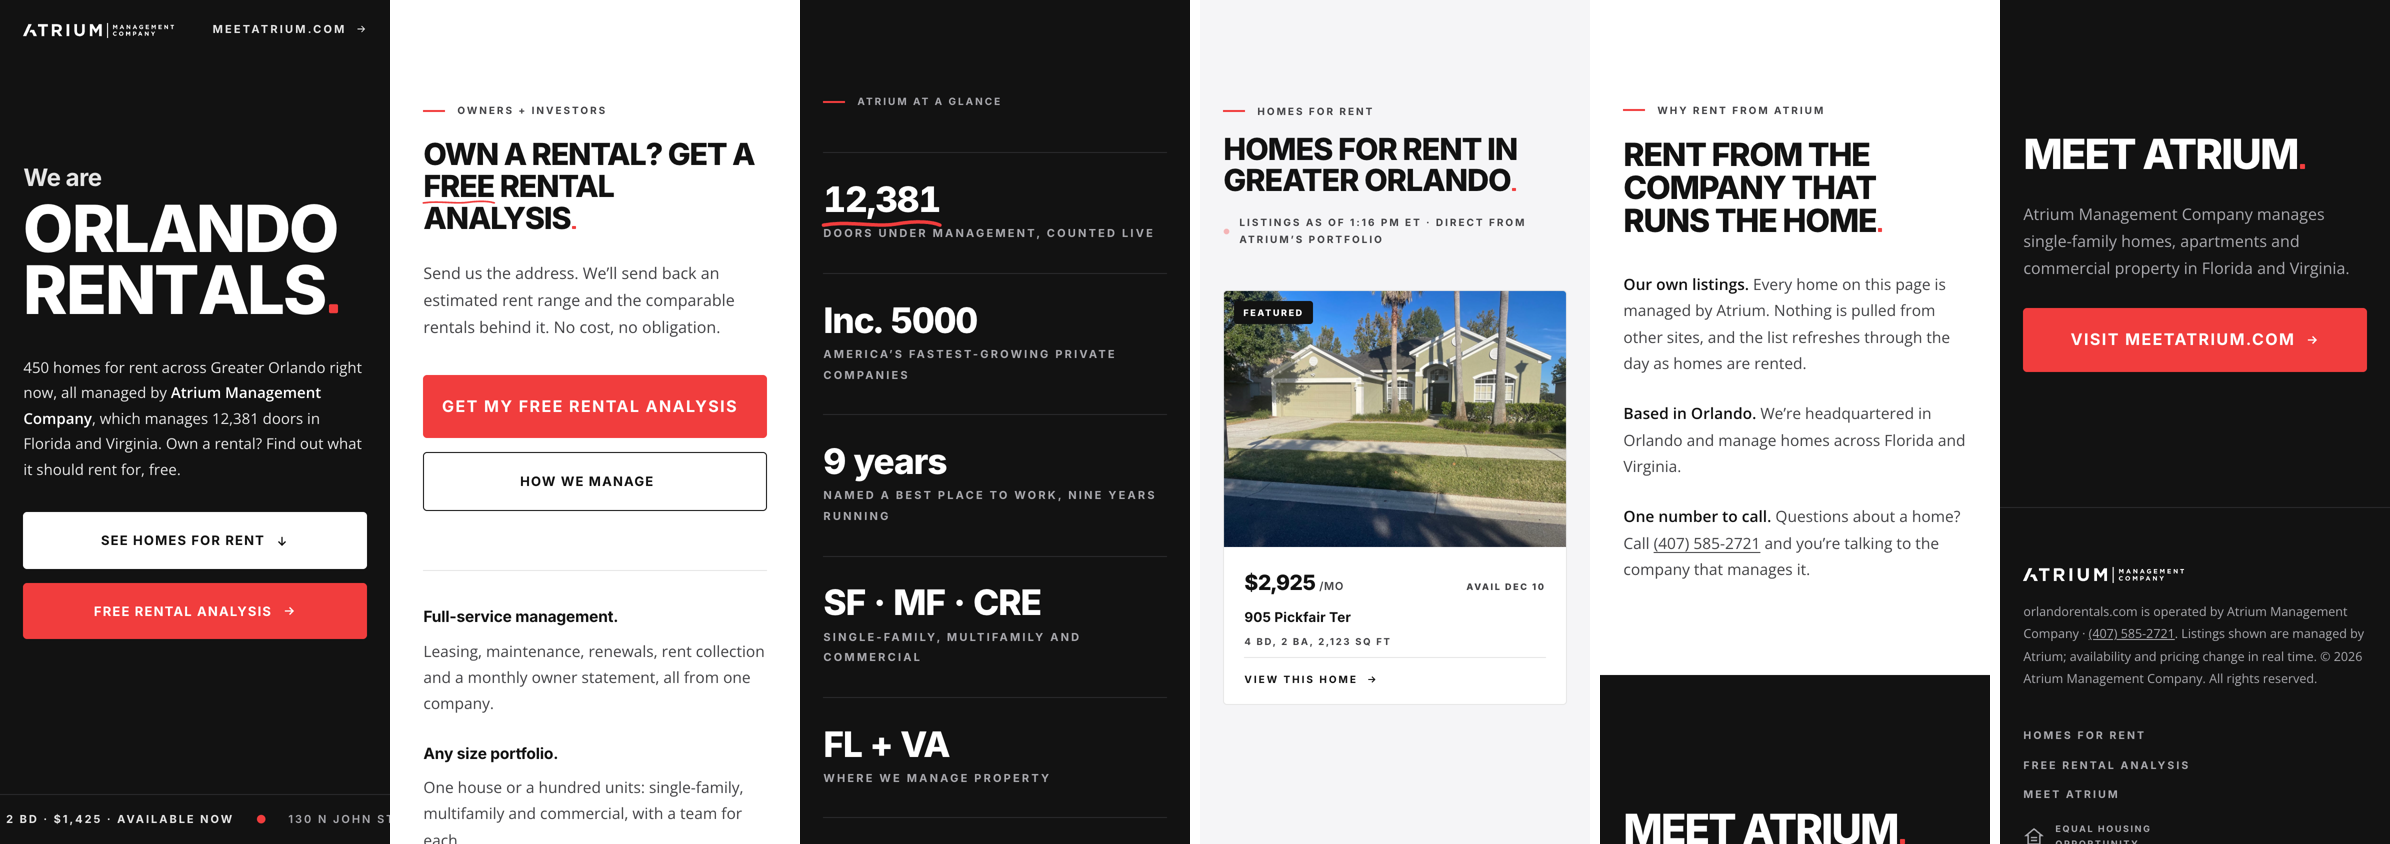 ATRIUM MANAGEMENT COMPANY
MEETATRIUM.COM →
We are
ORLANDO
RENTALS.
450 homes for rent across Greater Orlando right
now, all managed by Atrium Management
Company, which manages 12,381 doors in
Florida and Virginia. Own a rental? Find out what
it should rent for, free.
SEE HOMES FOR RENT ↓
FREE RENTAL ANALYSIS →
2 BD · $1,425 · AVAILABLE NOW 130 N JOHN ST
OWNERS + INVESTORS
OWN A RENTAL? GET A
FREE RENTAL
ANALYSIS.
Send us the address. We’ll send back an
estimated rent range and the comparable
rentals behind it. No cost, no obligation.
GET MY FREE RENTAL ANALYSIS
HOW WE MANAGE
Full-service management.
Leasing, maintenance, renewals, rent collection
and a monthly owner statement, all from one
company.
Any size portfolio.
One house or a hundred units: single-family,
multifamily and commercial, with a team for
each
ATRIUM AT A GLANCE
12,381
DOORS UNDER MANAGEMENT, COUNTED LIVE
Inc. 5000
AMERICA’S FASTEST-GROWING PRIVATE
COMPANIES
9 years
NAMED A BEST PLACE TO WORK, NINE YEARS
RUNNING
SF · MF · CRE
SINGLE-FAMILY, MULTIFAMILY AND
COMMERCIAL
FL + VA
WHERE WE MANAGE PROPERTY
HOMES FOR RENT
HOMES FOR RENT IN
GREATER ORLANDO.
LISTINGS AS OF 1:16 PM ET · DIRECT FROM
ATRIUM’S PORTFOLIO
FEATURED
$2,925 /MO AVAIL DEC 10
905 Pickfair Ter
4 BD, 2 BA, 2,123 SQ FT
VIEW THIS HOME →
WHY RENT FROM ATRIUM
RENT FROM THE
COMPANY THAT
RUNS THE HOME.
Our own listings. Every home on this page is
managed by Atrium. Nothing is pulled from
other sites, and the list refreshes through the
day as homes are rented.
Based in Orlando. We’re headquartered in
Orlando and manage homes across Florida and
Virginia.
One number to call. Questions about a home?
Call (407) 585-2721 and you’re talking to the
company that manages it.
MEET ATRIUM.
MEET ATRIUM.
Atrium Management Company manages
single-family homes, apartments and
commercial property in Florida and Virginia.
VISIT MEETATRIUM.COM →
ATRIUM MANAGEMENT COMPANY
orlandorentals.com is operated by Atrium Management
Company · (407) 585-2721. Listings shown are managed by
Atrium; availability and pricing change in real time. © 2026
Atrium Management Company. All rights reserved.
HOMES FOR RENT
FREE RENTAL ANALYSIS
MEET ATRIUM
EQUAL HOUSING
OPPORTUNITY